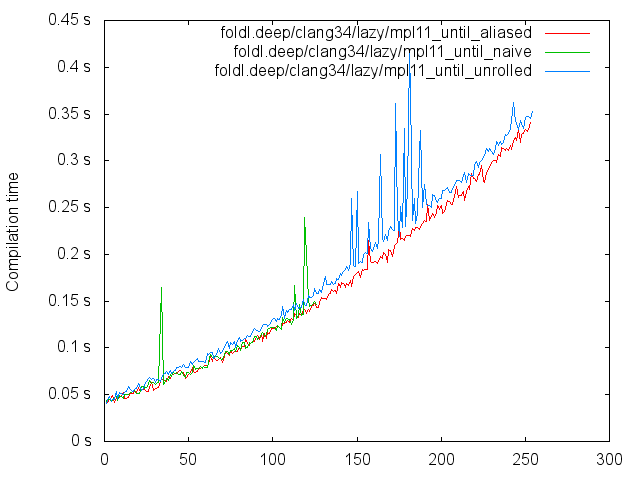 0.45 s
foldl.deep/clang34/lazy/mpl11_until_aliased
foldl.deep/clang34/lazy/mpl11_until_naive
0.4 s
foldl.deep/clang34/lazy/mpl11_until_unrolled
0.35 s
0.3 s
0.25 s
0.2 s
0.15 s
0.1 s
0.05 s
0 s
Compilation time
0 50 100 150 200 250 300